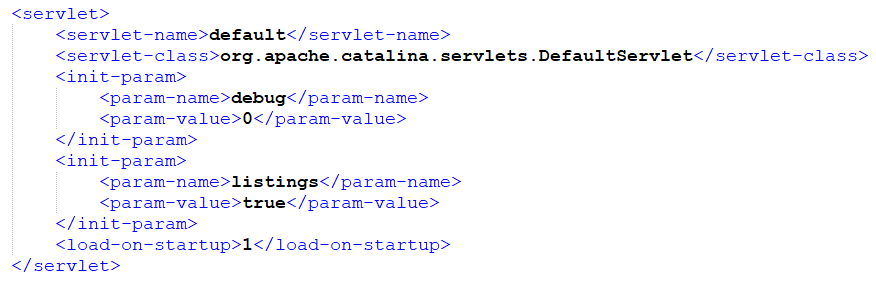 <servlet>
    <servlet-name>default</servlet-name>
    <servlet-class>org.apache.catalina.servlets.DefaultServlet</servlet-class>
    <init-param>
        <param-name>debug</param-name>
        <param-value>0</param-value>
    </init-param>
    <init-param>
        <param-name>listings</param-name>
        <param-value>true</param-value>
    </init-param>
    <load-on-startup>1</load-on-startup>
</servlet>